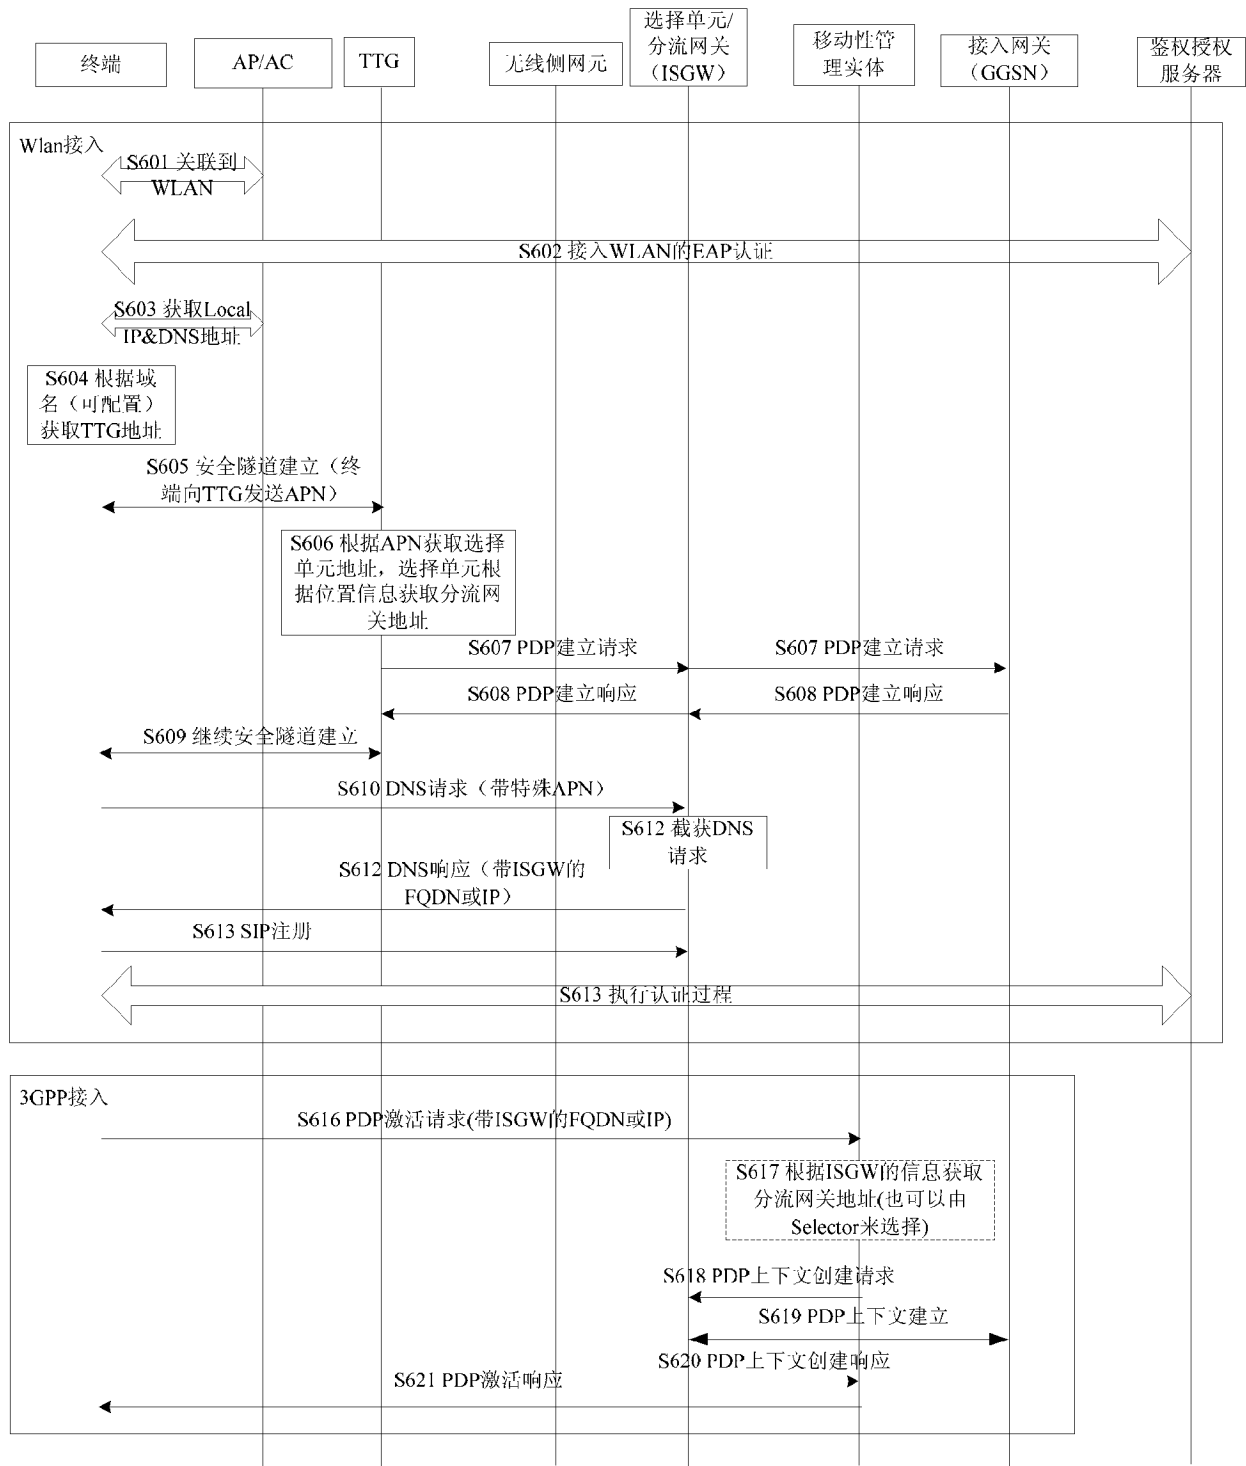 终端
AP/AC
TTG
无线侧网元
选择单元/
分流网关
（ISGW）
移动性管
理实体
接入网关
（GGSN）
鉴权授权
服务器
Wlan接入
S601 关联到
WLAN
S602 接入WLAN的EAP认证
S603 获取Local
IP&DNS地址
S604 根据域
名（可配置）
获取TTG地址
S605 安全隧道建立（终
端向TTG发送APN）
S606 根据APN获取选择
单元地址，选择单元根
据位置信息获取分流网
关地址
S607 PDP建立请求
S607 PDP建立请求
S608 PDP建立响应
S608 PDP建立响应
S609 继续安全隧道建立
S610 DNS请求（带特殊APN）
S612 截获DNS
请求
S612 DNS响应（带ISGW的
FQDN或IP）
S613 SIP注册
S613 执行认证过程
3GPP接入
S616 PDP激活请求(带ISGW的FQDN或IP)
S617 根据ISGW的信息获取
分流网关地址(也可以由
Selector来选择)
S618 PDP上下文创建请求
S619 PDP上下文建立
S620 PDP上下文创建响应
S621 PDP激活响应